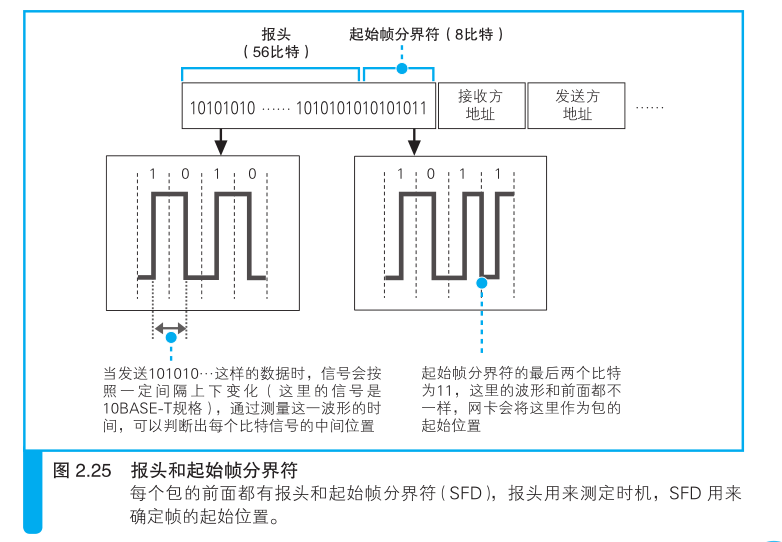 报头
（56比特）
起始帧分界符（8比特）
10101010 …… 1010101010101011
接收方
地址
发送方
地址
……
1 0 1 0
1 0 1 1
当发送101010…这样的数据时，信号会按
照一定间隔上下变化（这里的信号是
10BASE-T规格），通过测量这一波形的时
间，可以判断出每个比特信号的中间位置
起始帧分界符的最后两个比特
为11，这里的波形和前面都不
一样，网卡会将这里作为包的
起始位置
图 2.25 报头和起始帧分界符
每个包的前面都有报头和起始帧分界符（SFD），报头用来测定时机，SFD 用来
确定帧的起始位置。